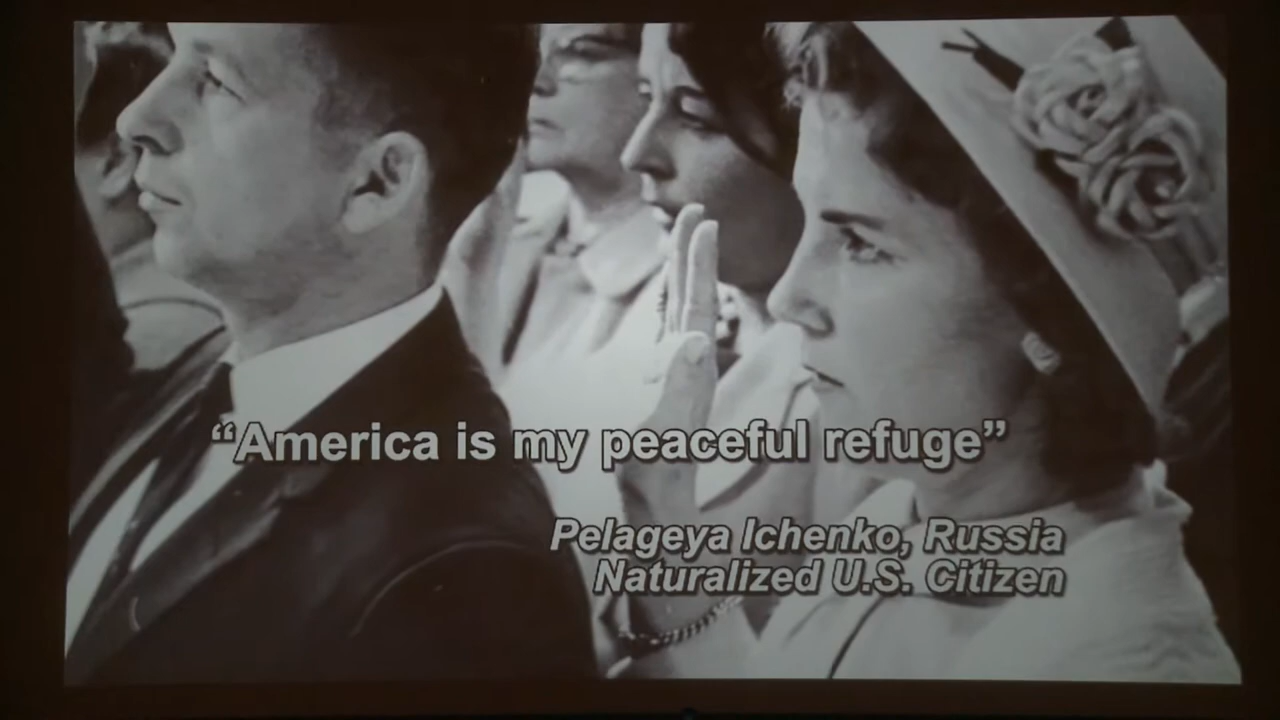 “America is my peaceful refuge”
Pelageya Ichenko, Russia
Naturalized U.S. Citizen